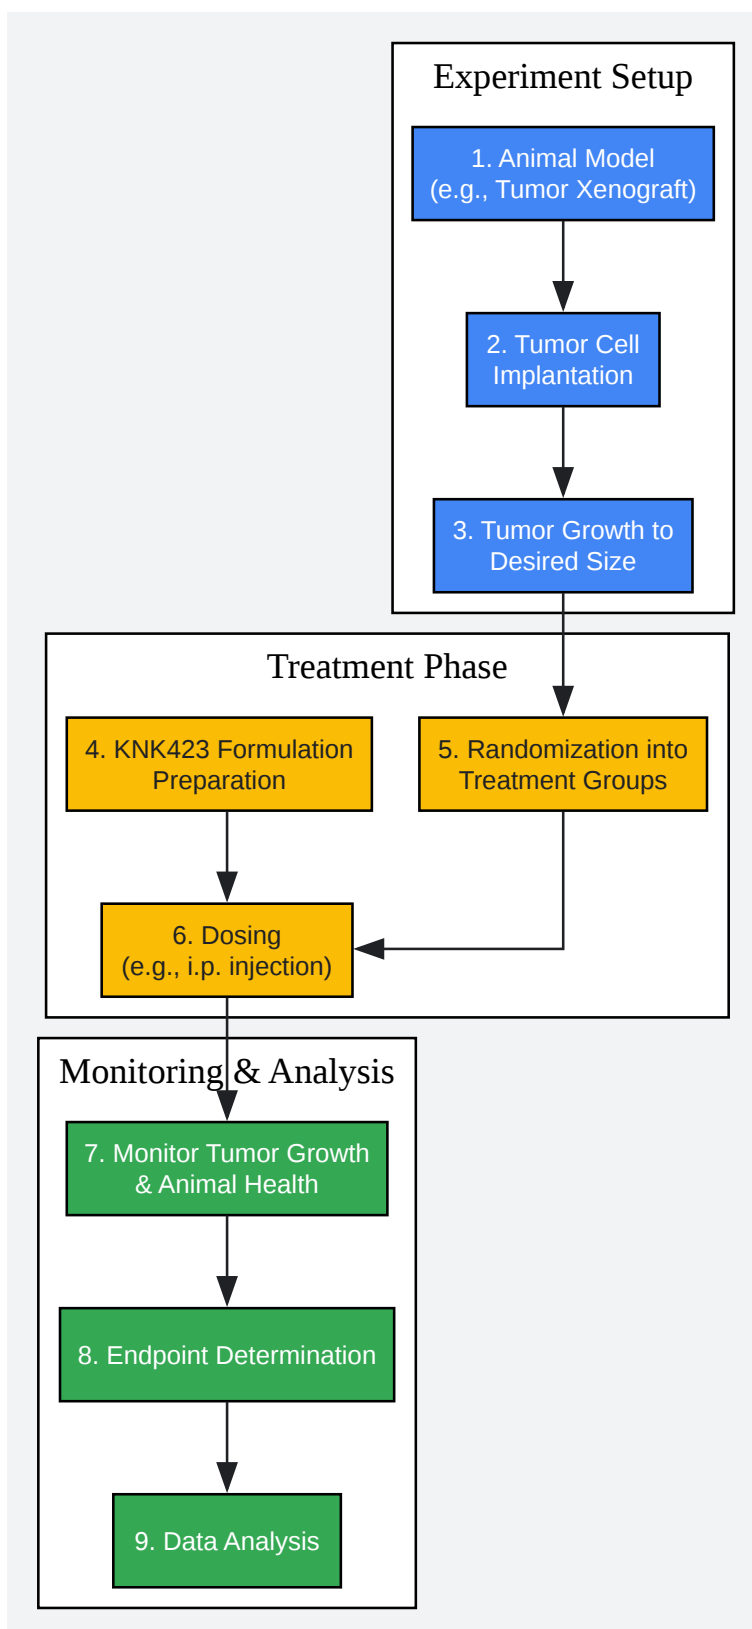 Experiment Setup
1. Animal Model
(e.g., Tumor Xenograft)
2. Tumor Cell
Implantation
3. Tumor Growth to
Desired Size
Treatment Phase
4. KNK423 Formulation
Preparation
5. Randomization into
Treatment Groups
6. Dosing
(e.g., i.p. injection)
Monitoring & Analysis
7. Monitor Tumor Growth
& Animal Health
8. Endpoint Determination
9. Data Analysis